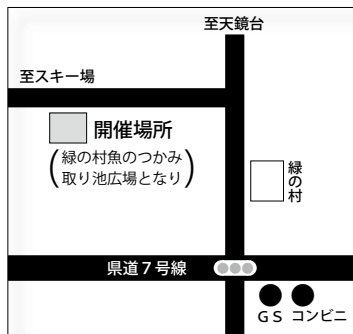 至天鏡台
至スキー場
開催場所
(緑の村魚のつかみ
取り池広場となり)
緑の村
県道7号線
GS コンビニ